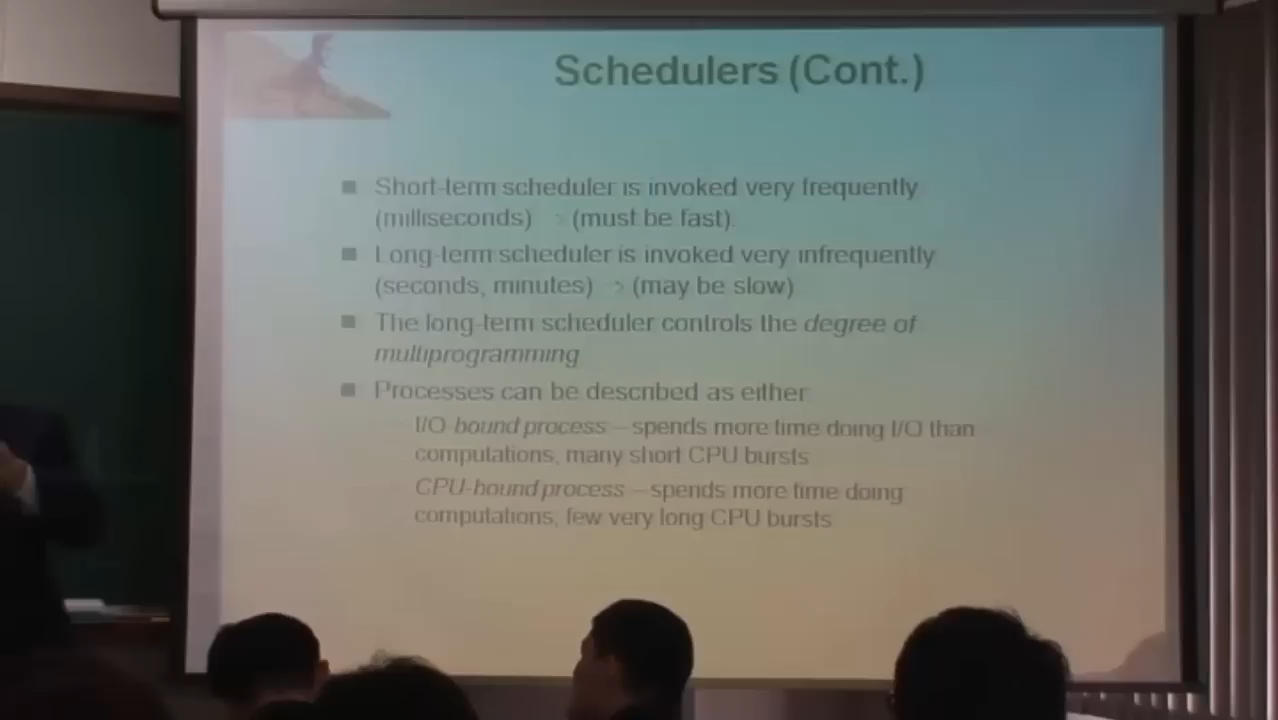 Schedulers (Cont.)
Short-term scheduler is invoked very frequently
(milliseconds) (must be fast).
Long-term scheduler is invoked very infrequently
(seconds, minutes) (may be slow)
The long-term scheduler controls the degree of
multiprogramming
Processes can be described as either
I/O-bound process – spends more time doing I/O than
computations, many short CPU bursts
CPU-bound process – spends more time doing
computations, few very long CPU bursts